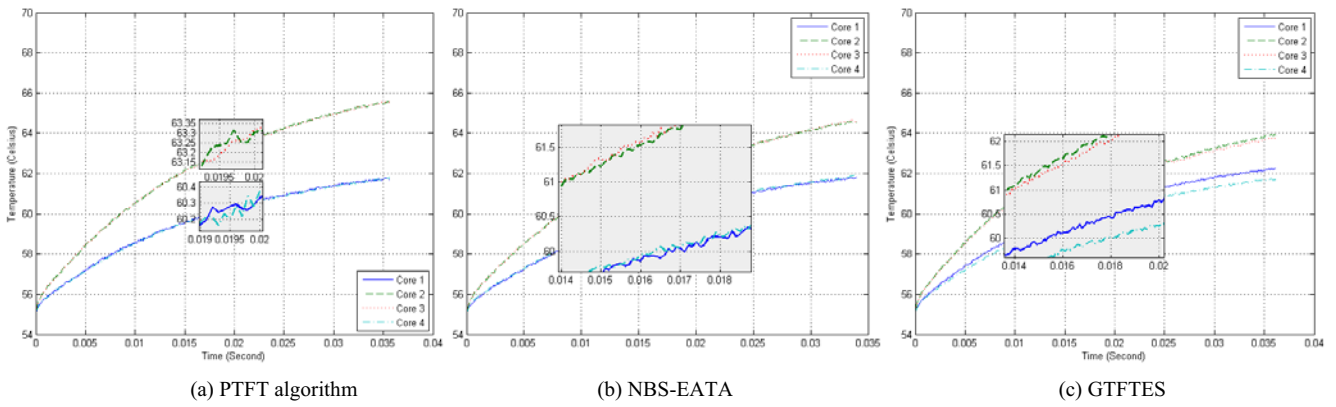 70
68
66
64
62
60
58
56
54
Temperature (Celsius)
63.35
63.3
63.25
63.2
63.15
0.0195 0.02
60.4
60.3
60.2
0.019 0.0195 0.02
Core 1
Core 2
Core 3
Core 4
0 0.005 0.01 0.015 0.02 0.025 0.03 0.035 0.04
Time (Second)
(a) PTFT algorithm
70
68
66
64
62
60
58
56
54
Temperature (Celsius)
Core 1
Core 2
Core 3
Core 4
61.5
61
60.5
60
0.014 0.015 0.016 0.017 0.018
0 0.005 0.01 0.015 0.02 0.025 0.03 0.035
Time (Second)
(b) NBS-EATA
70
68
66
64
62
60
58
56
54
Temperature (Celsius)
Core 1
Core 2
Core 3
Core 4
62
61.5
61
60
0.014 0.016 0.018 0.02
0 0.005 0.01 0.015 0.02 0.025 0.03 0.035 0.04
Time (Second)
(c) GTFTES